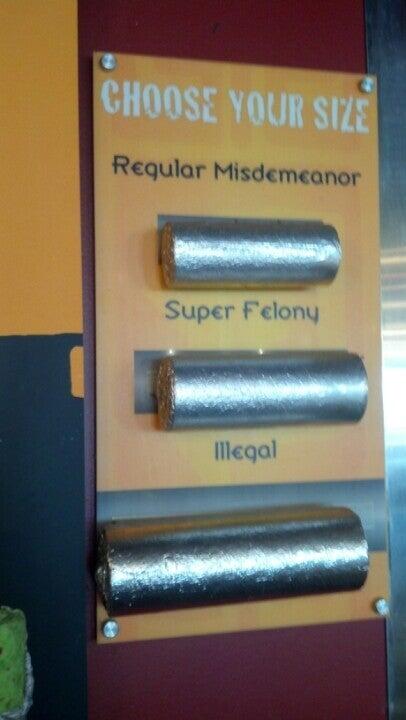 CHOOSE YOUR SIZE
Regular Misdemeanor
Super Felony
Illegal